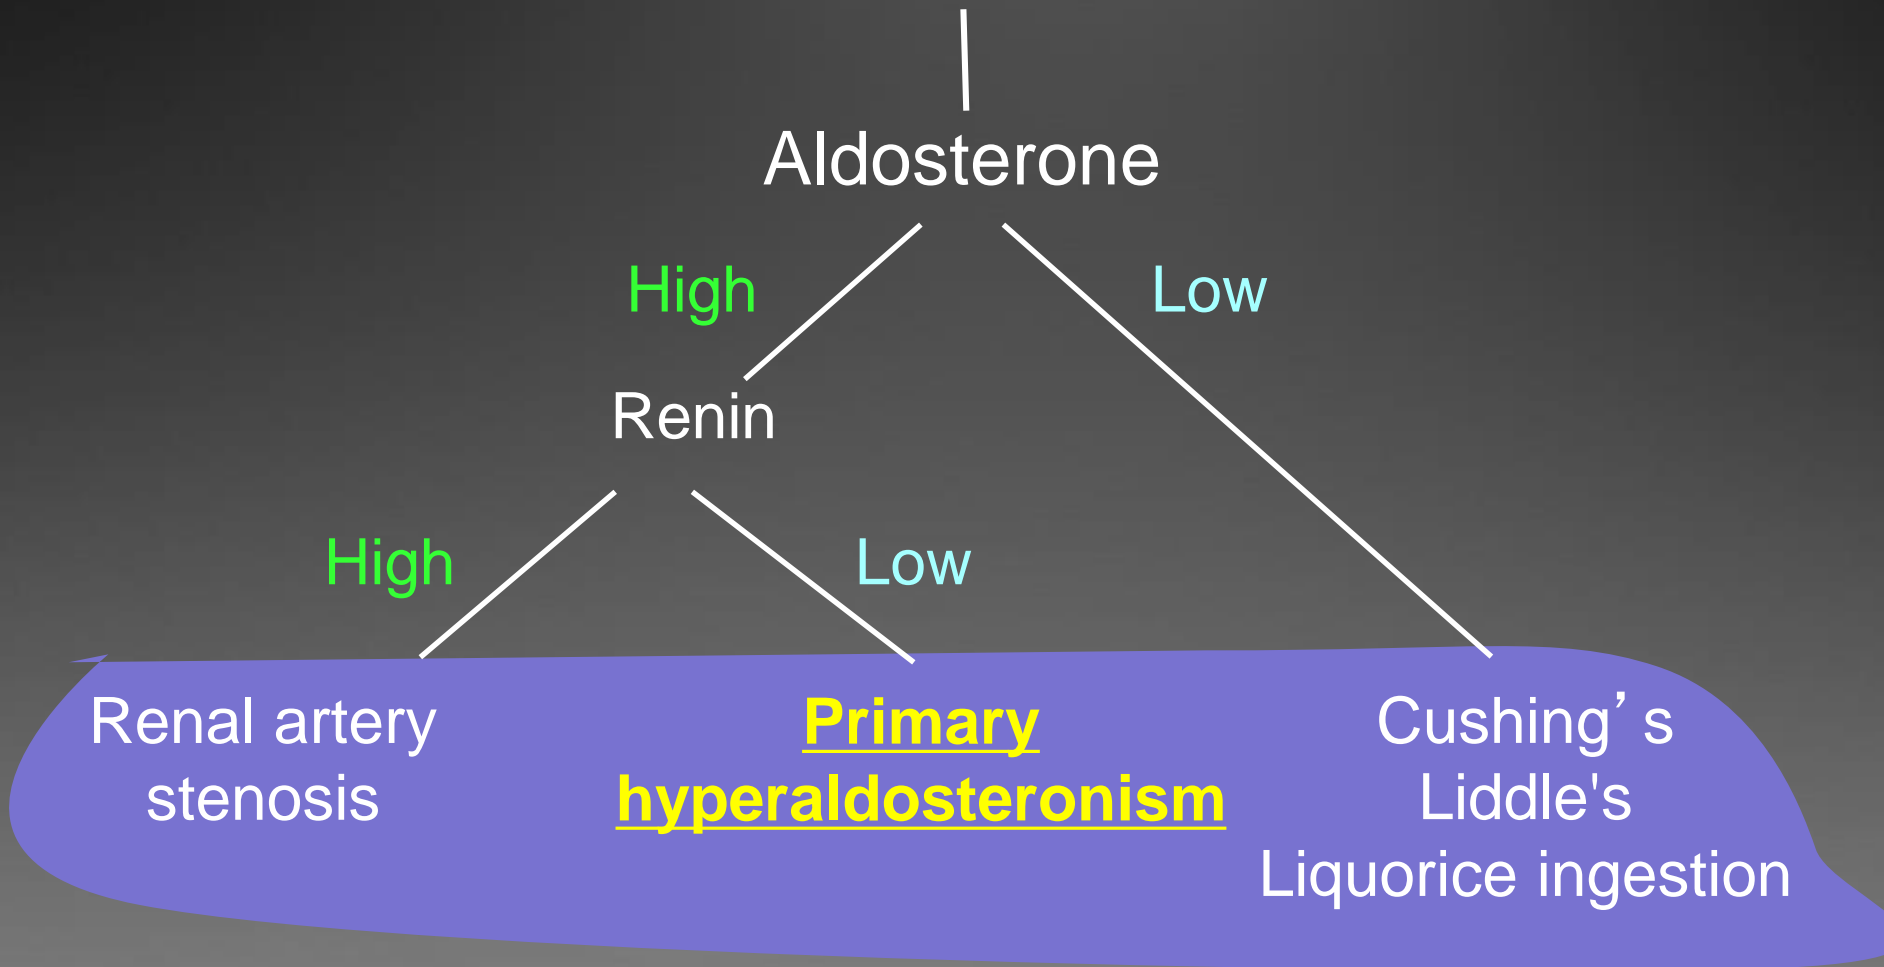 Aldosterone
High
Low
Renin
High
Low
Renal artery
stenosis
Primary
hyperaldosteronism
Cushing’s
Liddle's
Liquorice ingestion